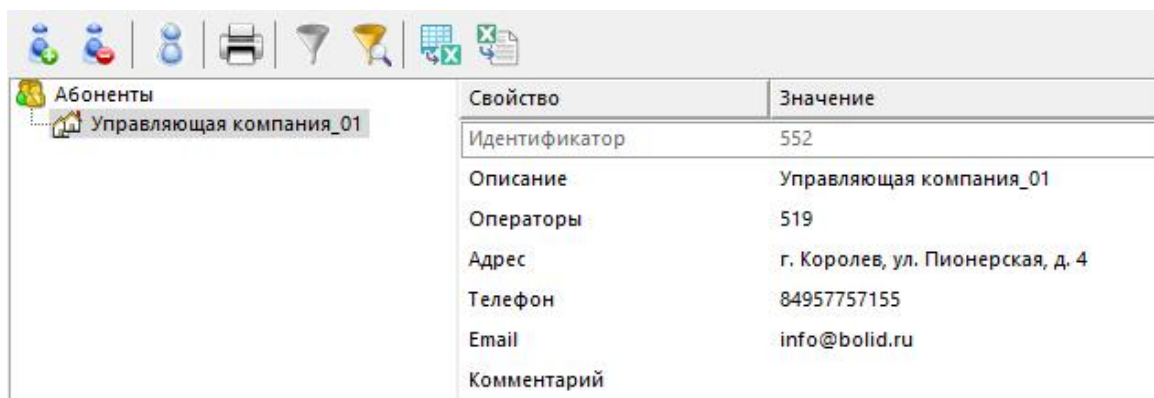 Абоненты
Управляющая компания_01
Свойство Значение
Идентификатор 552
Описание Управляющая компания_01
Операторы 519
Адрес г. Королев, ул. Пионерская, д. 4
Телефон 84957757155
Email info@bolid.ru
Комментарий